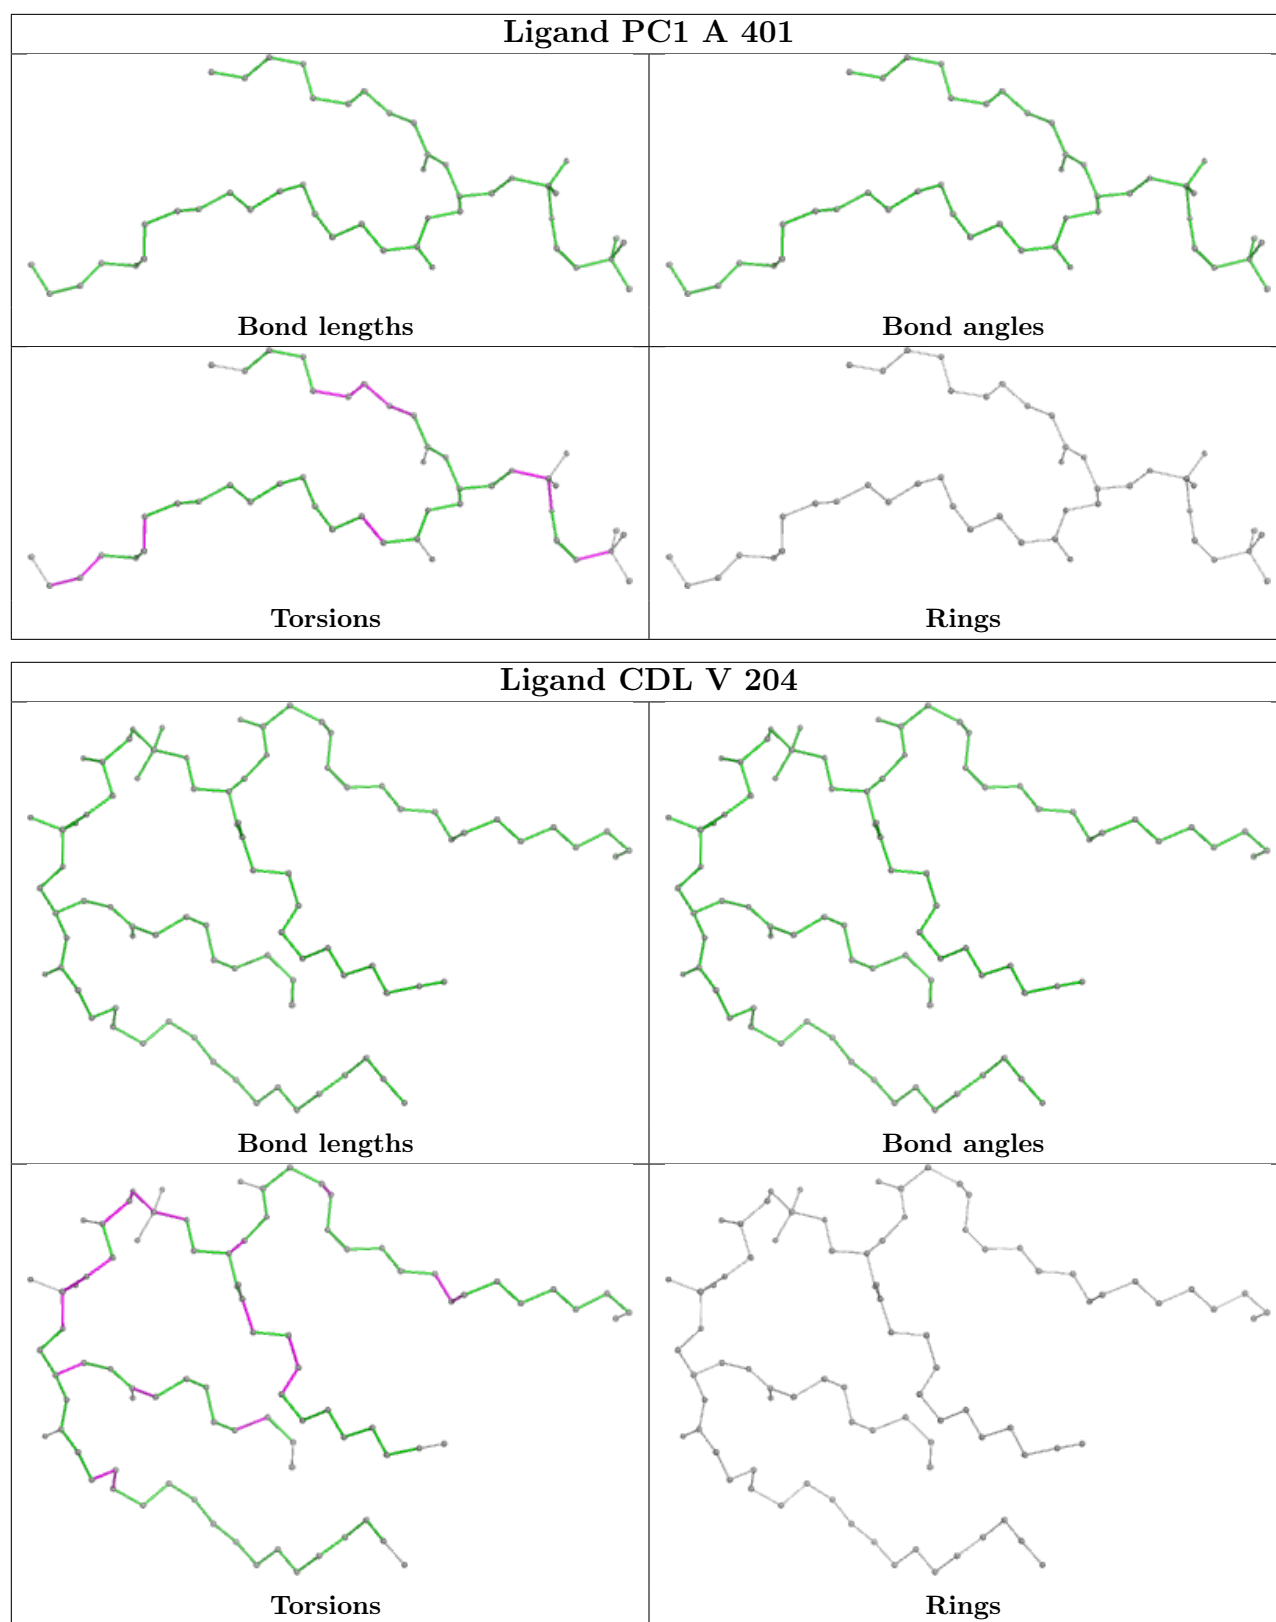 Ligand PC1 A 401
Bond lengths
Bond angles
Torsions
Rings
Ligand CDL V 204
Bond lengths
Bond angles
Torsions
Rings